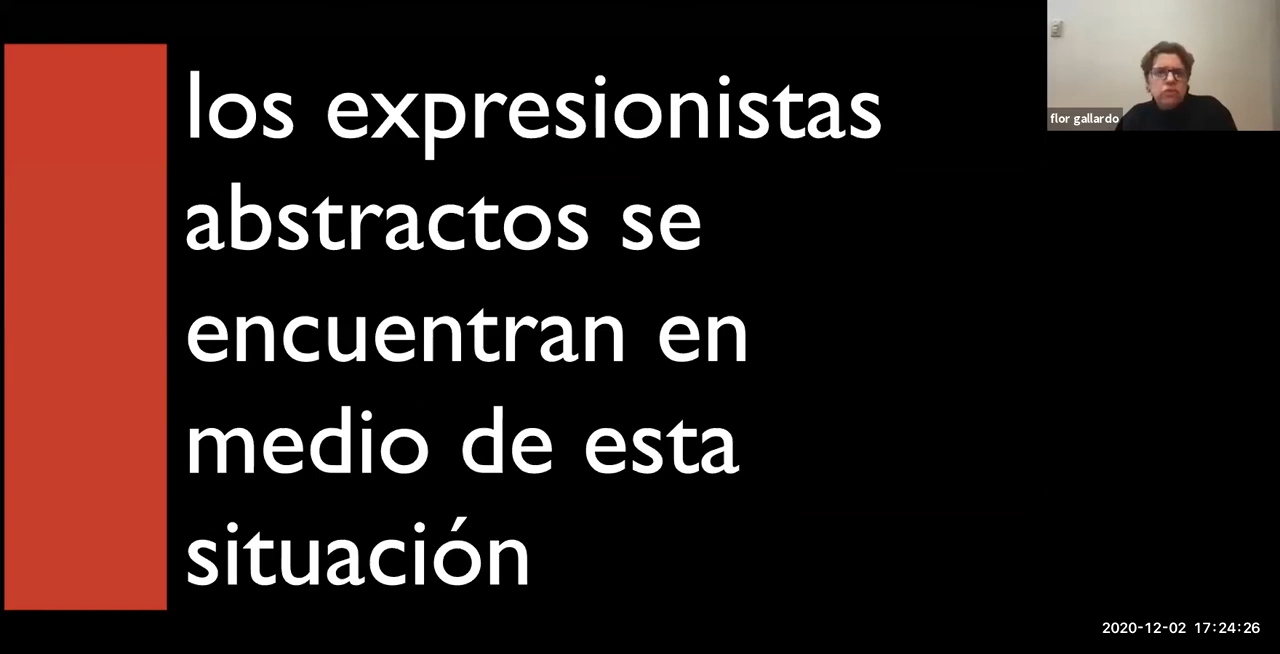 los expresionistas
abstractos se
encuentran en
medio de esta
situación
flor gallardo
2020-12-02 17:24:26